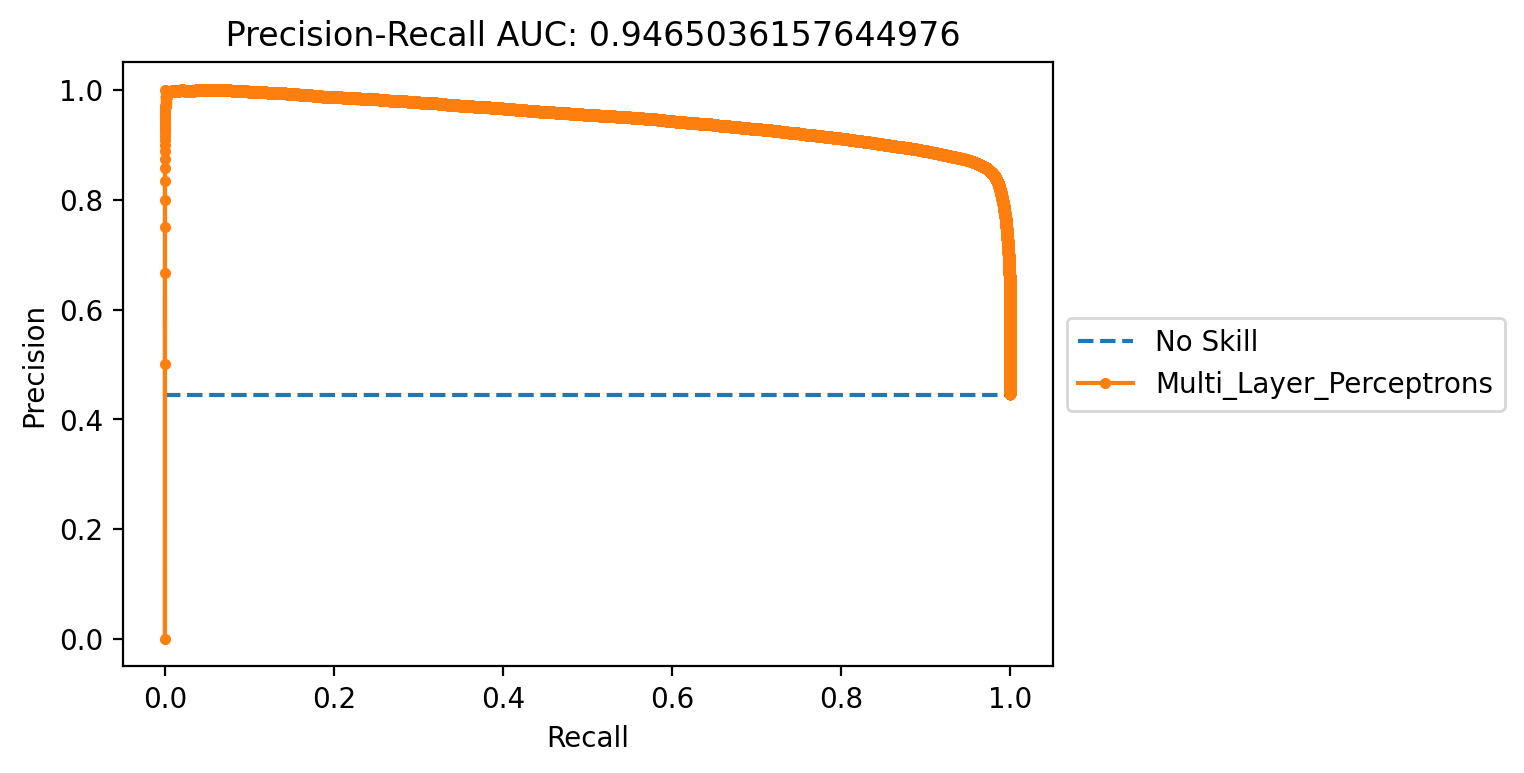 Precision-Recall AUC: 0.9465036157644976
1.0
0.8
0.6
0.4
0.2
0.0
Precision
0.0 0.2 0.4 0.6 0.8 1.0
Recall
No Skill
Multi_Layer_Perceptrons